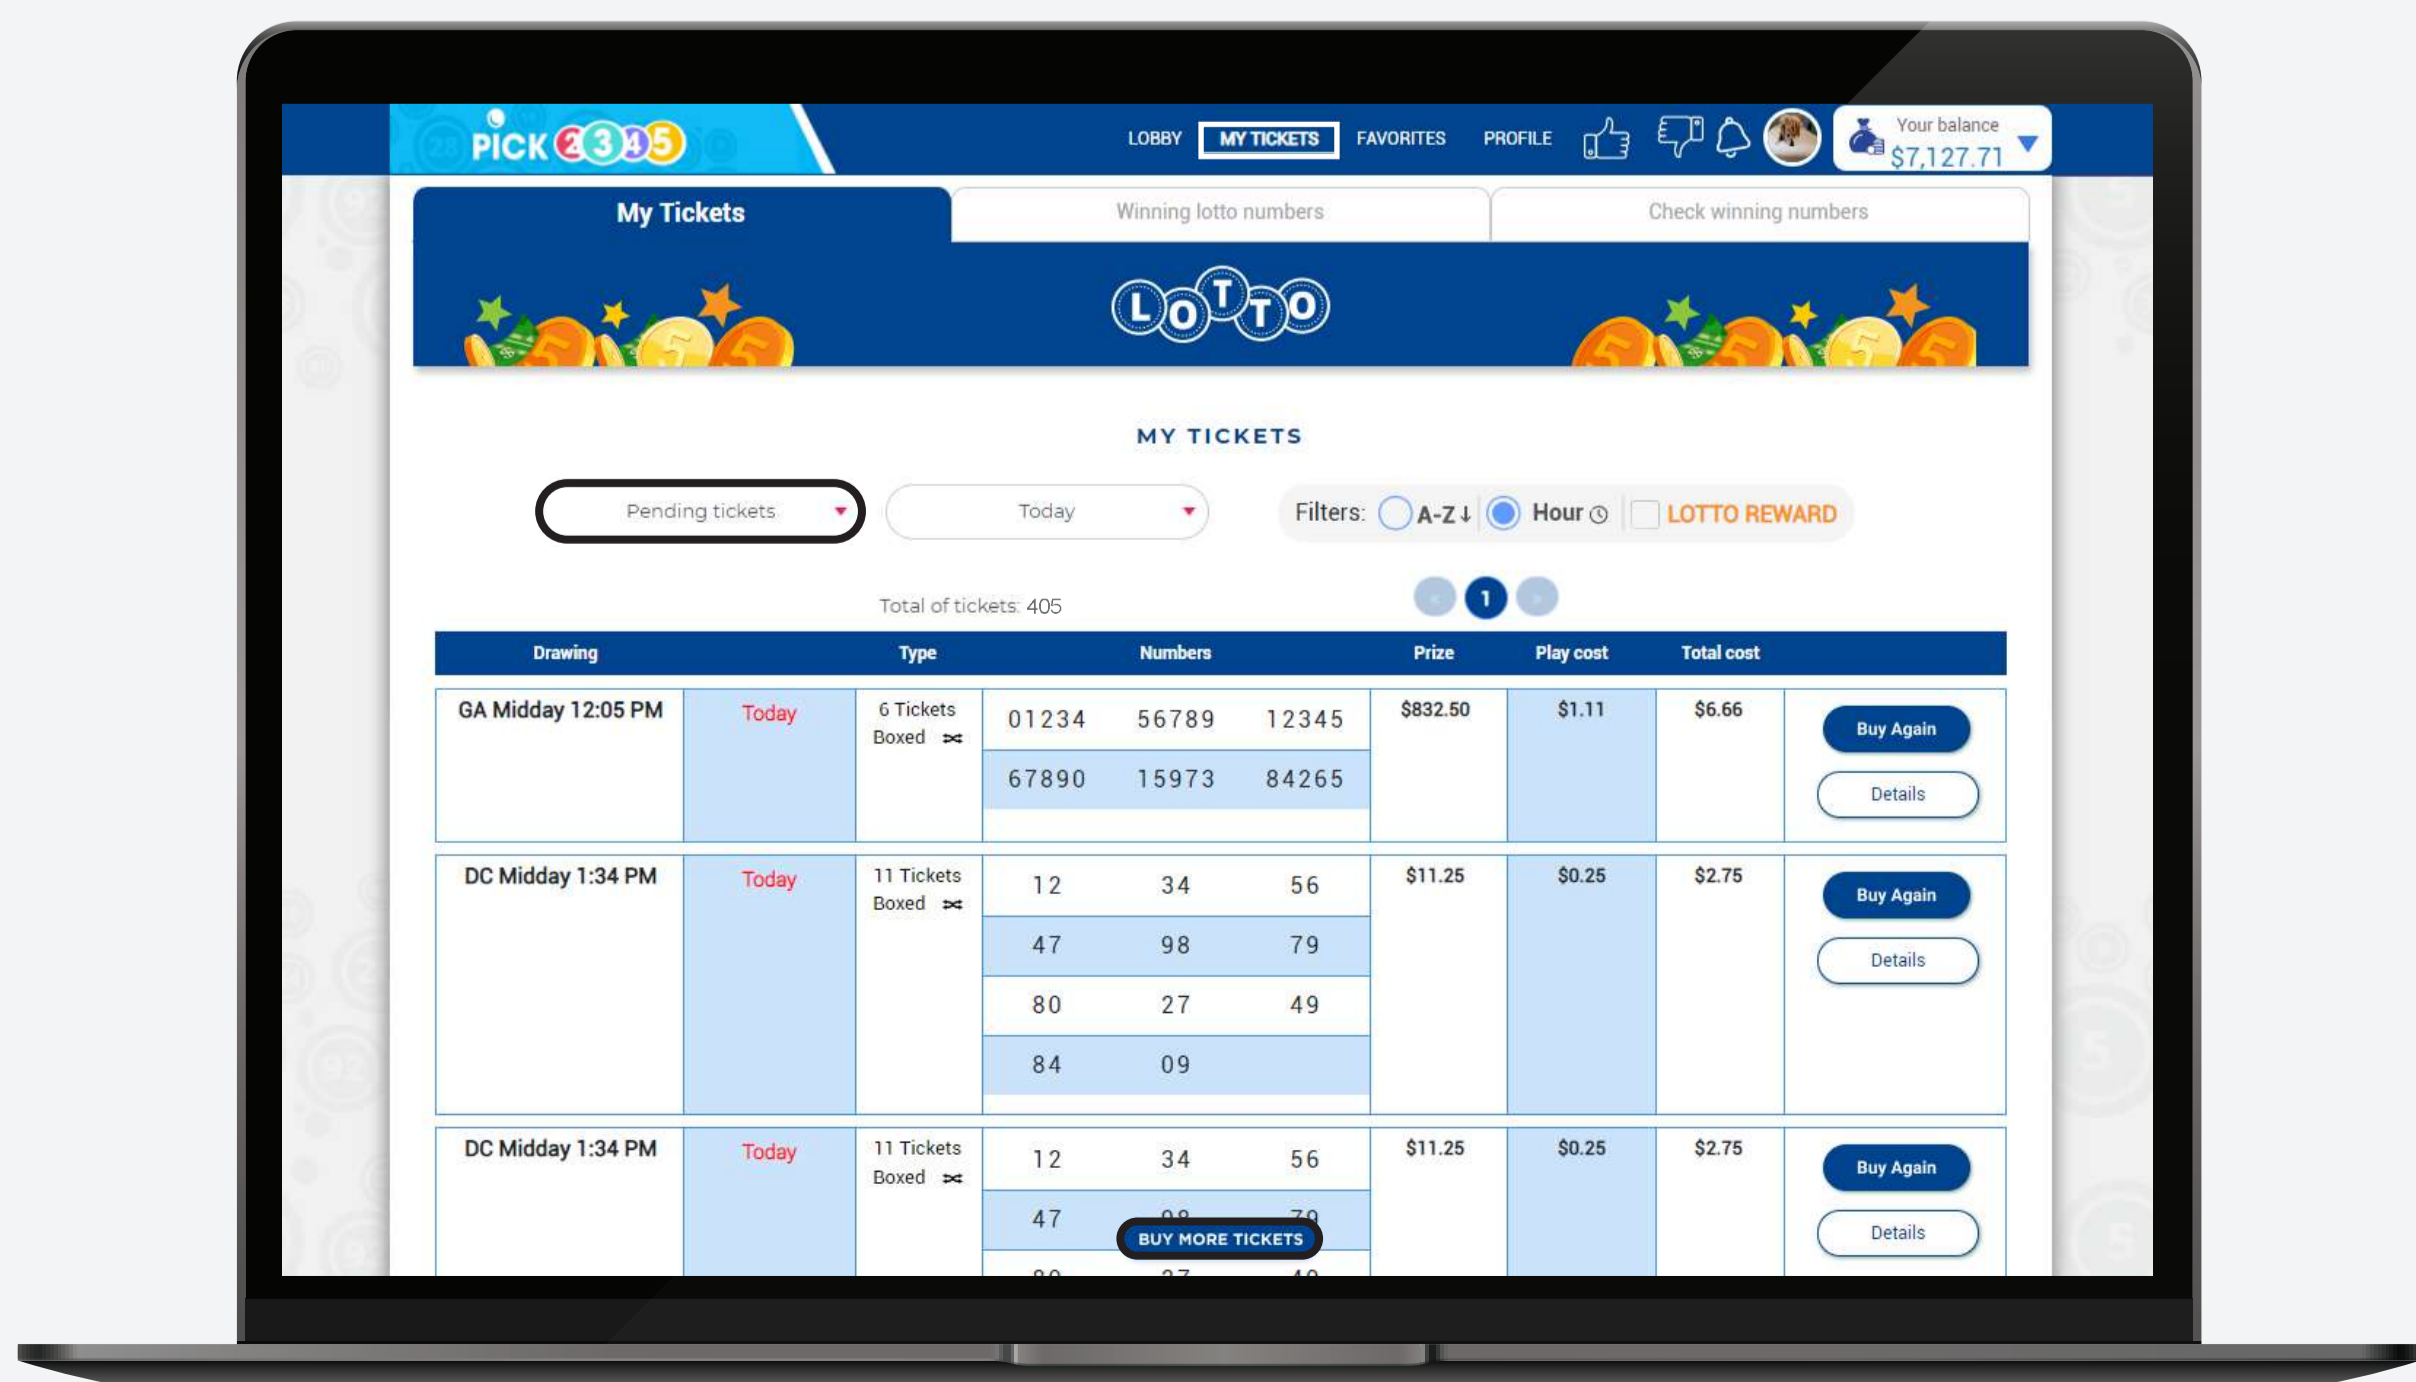 PICK 2345
LOBBY MY TICKETS FAVORITES PROFILE
Your balance
$7,127.71
My Tickets Winning lotto numbers Check winning numbers
LOTTO
MY TICKETS
Pending tickets Today Filters: A-Z Hour LOTTO REWARD
Total of tickets: 405 1
Drawing Type Numbers Prize Play cost Total cost
GA Midday 12:05 PM Today 6 Tickets Boxed 01234 56789 12345 $832.50 $1.11 $6.66 Buy Again
67890 15973 84265 Details
DC Midday 1:34 PM Today 11 Tickets Boxed 12 34 56 $11.25 $0.25 $2.75 Buy Again
47 98 79 Details
80 27 49
84 09
DC Midday 1:34 PM Today 11 Tickets Boxed 12 34 56 $11.25 $0.25 $2.75 Buy Again
47 98 79 Details
BUY MORE TICKETS
80 27 49